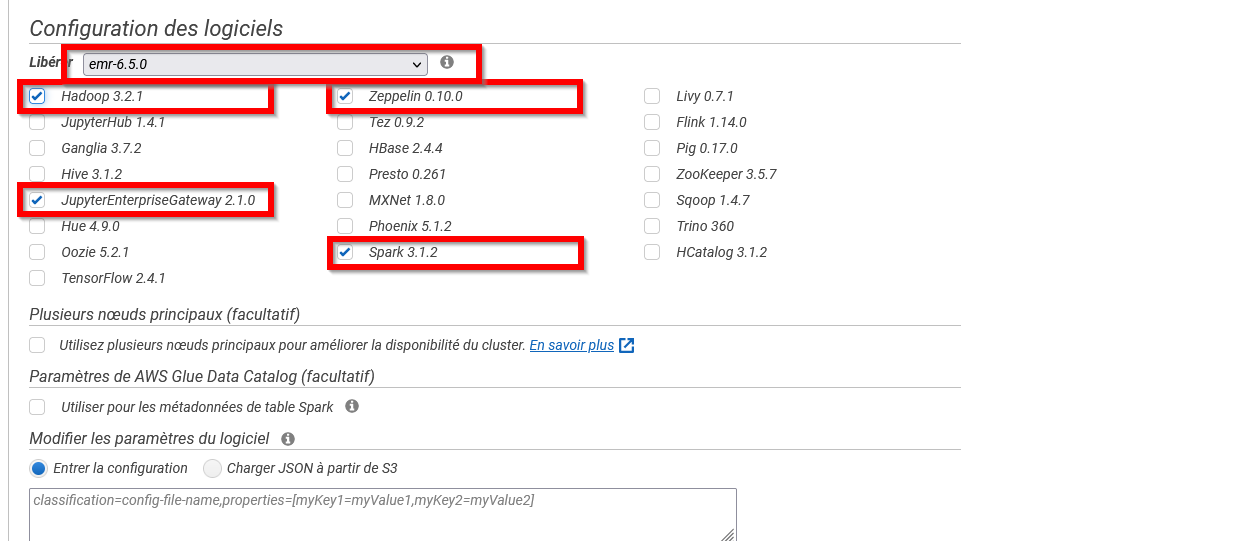 Configuration des logiciels
Libérer emr-6.5.0
Hadoop 3.2.1 Zeppelin 0.10.0 Livy 0.7.1
JupyterHub 1.4.1 Tez 0.9.2 Flink 1.14.0
Ganglia 3.7.2 HBase 2.4.4 Pig 0.17.0
Hive 3.1.2 Presto 0.261 ZooKeeper 3.5.7
JupyterEnterpriseGateway 2.1.0 MXNet 1.8.0 Sqoop 1.4.7
Hue 4.9.0 Phoenix 5.1.2 Trino 360
Oozie 5.2.1 Spark 3.1.2 HCatalog 3.1.2
TensorFlow 2.4.1
Plusieurs nœuds principaux (facultatif)
Utilisez plusieurs nœuds principaux pour améliorer la disponibilité du cluster. En savoir plus
Paramètres de AWS Glue Data Catalog (facultatif)
Utiliser pour les métadonnées de table Spark
Modifier les paramètres du logiciel
Entrer la configuration Charger JSON à partir de S3
classification=config-file-name,properties=[myKey1=myValue1,myKey2=myValue2]